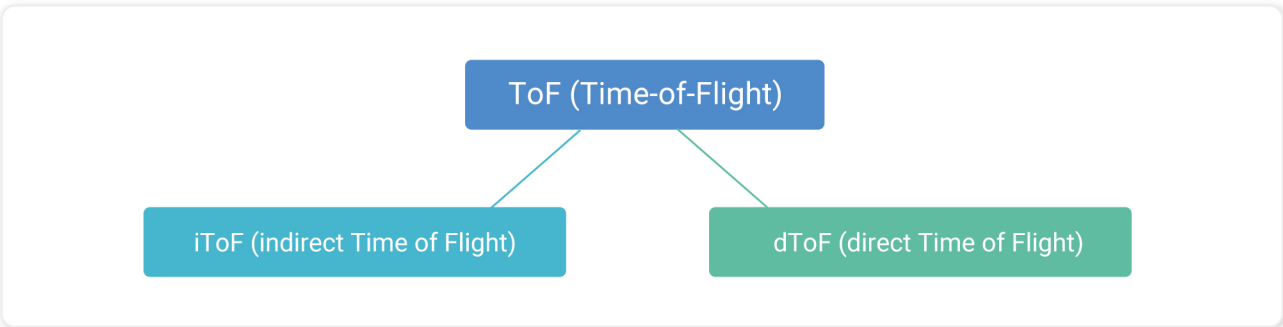 ToF (Time-of-Flight)
iToF (indirect Time of Flight)
dToF (direct Time of Flight)